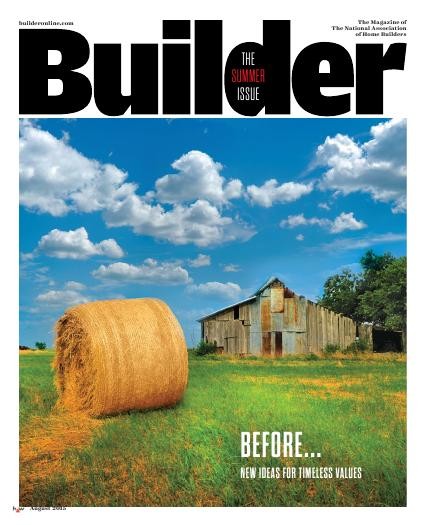 builderonline.com
The Magazine of
The National Association
of Home Builders
Builder
THE
SUMMER
ISSUE
BEFORE...
NEW IDEAS FOR TIMELESS VALUES
August 2015